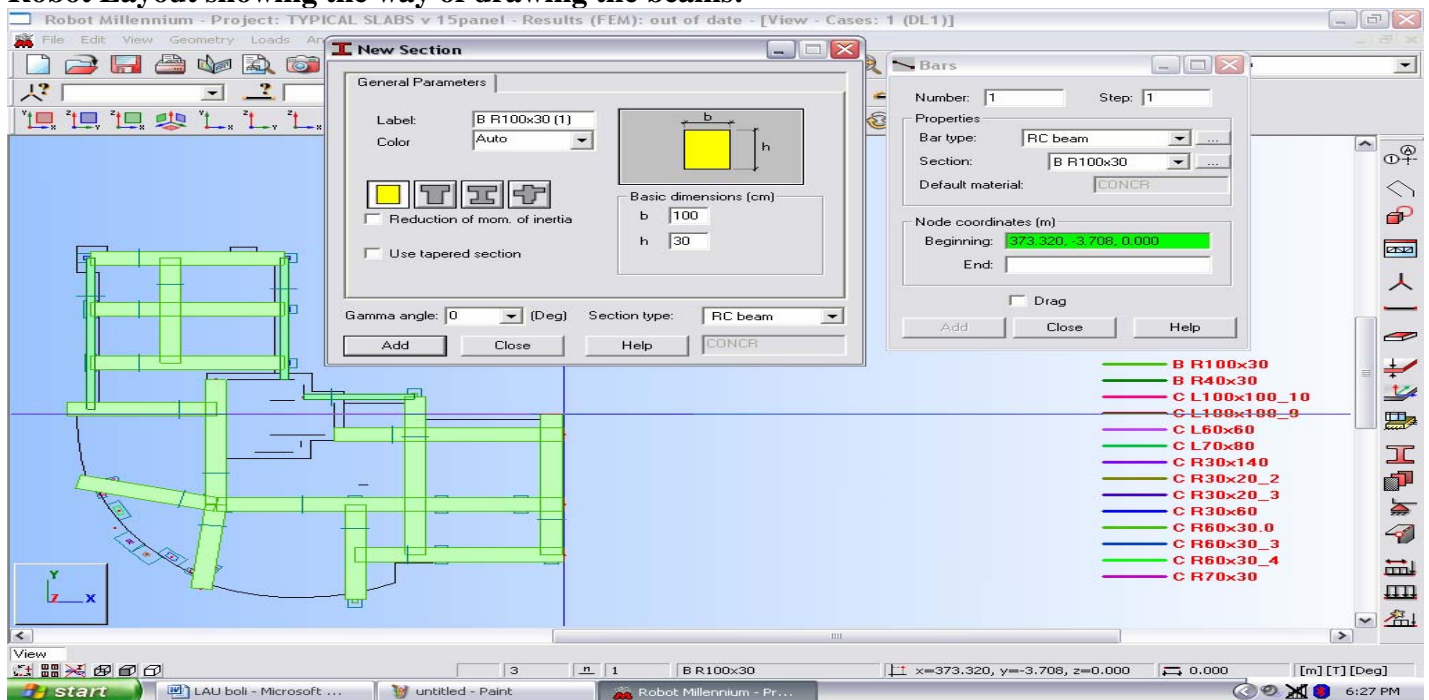 Robot Layout showing the way of drawing the beams:
Robot Millennium - Project: TYPICAL SLABS v 15panel - Results (FEM): out of date - [View - Cases: 1 (DL1)]
File Edit View Geometry Loads
New Section
General Parameters
Label: B R100x30 (1)
Color Auto
b
h
Reduction of mom. of inertia
Use tapered section
Basic dimensions (cm)
b 100
h 30
Gamma angle: 0 (Deg) Section type: RC beam
Add Close Help CONCR
Bars
Number: 1 Step: 1
Properties
Bar type: RC beam ...
Section: B R100x30 ...
Default material: CONCR
Node coordinates (m)
Beginning: 373.320, -3.708, 0.000
End:
Drag
Add Close Help
B R100x30
B R40x30
C L100x100_10
C L100x100_9
C L60x60
C L70x80
C R30x140
C R30x20_2
C R30x20_3
C R30x60
C R60x30.0
C R60x30_3
C R60x30_4
C R70x30
Y
Z X
View
3 1 B R100x30 x=373.320, y=-3.708, z=0.000 0.000 [m] [T] [Deg]
start LAU boli - Microsoft ... untitled - Paint Robot Millennium - Pr... 6:27 PM